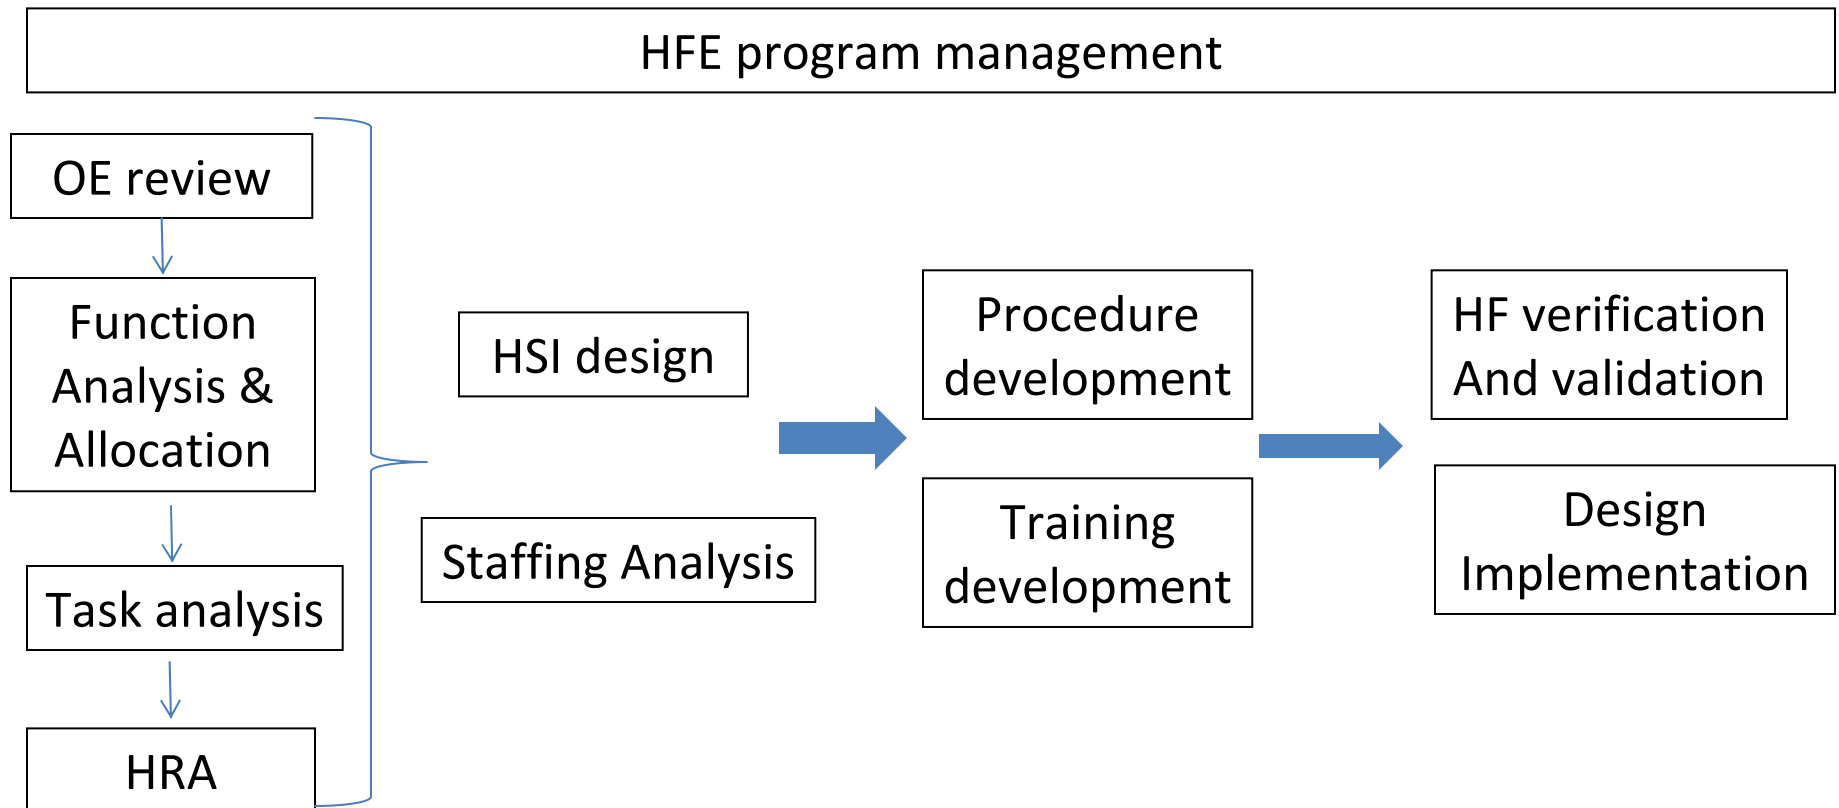 HFE program management
OE review
Function
Analysis &
Allocation
Task analysis
HRA
HSI design
Staffing Analysis
Procedure
development
Training
development
HF verification
And validation
Design
Implementation